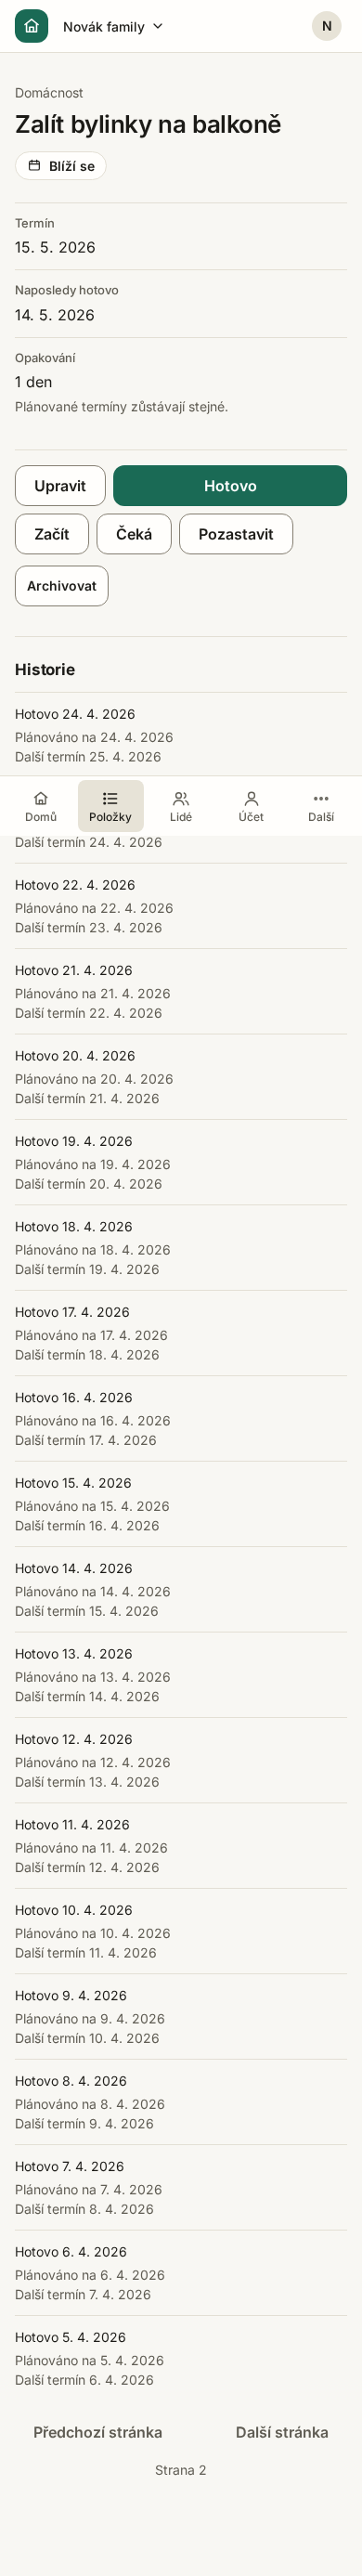 Novák family
N
Domácnost
Zalít bylinky na balkoně
Blíží se
Termín
15. 5. 2026
Naposledy hotovo
14. 5. 2026
Opakování
1 den
Plánované termíny zůstávají stejné.
Upravit
Hotovo
Začít
Čeká
Pozastavit
Archivovat
Historie
Hotovo 24. 4. 2026
Plánováno na 24. 4. 2026
Další termín 25. 4. 2026
Domů
Položky
Lidé
Účet
Další
Další termín 24. 4. 2026
Hotovo 22. 4. 2026
Plánováno na 22. 4. 2026
Další termín 23. 4. 2026
Hotovo 21. 4. 2026
Plánováno na 21. 4. 2026
Další termín 22. 4. 2026
Hotovo 20. 4. 2026
Plánováno na 20. 4. 2026
Další termín 21. 4. 2026
Hotovo 19. 4. 2026
Plánováno na 19. 4. 2026
Další termín 20. 4. 2026
Hotovo 18. 4. 2026
Plánováno na 18. 4. 2026
Další termín 19. 4. 2026
Hotovo 17. 4. 2026
Plánováno na 17. 4. 2026
Další termín 18. 4. 2026
Hotovo 16. 4. 2026
Plánováno na 16. 4. 2026
Další termín 17. 4. 2026
Hotovo 15. 4. 2026
Plánováno na 15. 4. 2026
Další termín 16. 4. 2026
Hotovo 14. 4. 2026
Plánováno na 14. 4. 2026
Další termín 15. 4. 2026
Hotovo 13. 4. 2026
Plánováno na 13. 4. 2026
Další termín 14. 4. 2026
Hotovo 12. 4. 2026
Plánováno na 12. 4. 2026
Další termín 13. 4. 2026
Hotovo 11. 4. 2026
Plánováno na 11. 4. 2026
Další termín 12. 4. 2026
Hotovo 10. 4. 2026
Plánováno na 10. 4. 2026
Další termín 11. 4. 2026
Hotovo 9. 4. 2026
Plánováno na 9. 4. 2026
Další termín 10. 4. 2026
Hotovo 8. 4. 2026
Plánováno na 8. 4. 2026
Další termín 9. 4. 2026
Hotovo 7. 4. 2026
Plánováno na 7. 4. 2026
Další termín 8. 4. 2026
Hotovo 6. 4. 2026
Plánováno na 6. 4. 2026
Další termín 7. 4. 2026
Hotovo 5. 4. 2026
Plánováno na 5. 4. 2026
Další termín 6. 4. 2026
Předchozí stránka
Další stránka
Strana 2